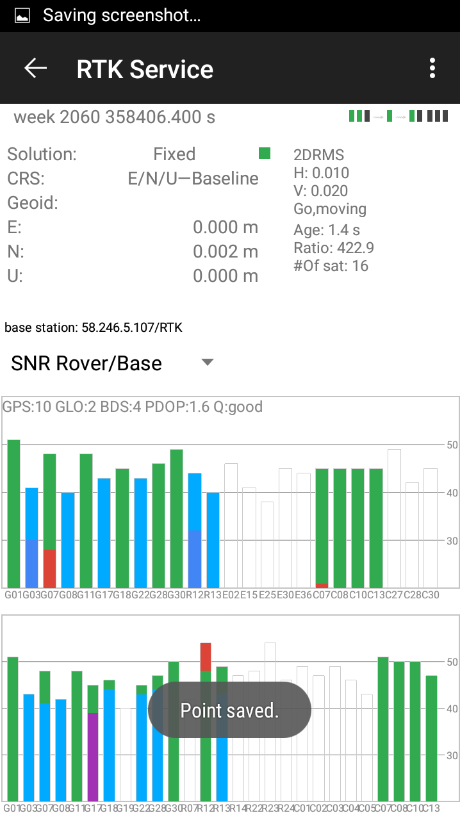 Saving screenshot...
RTK Service
week 2060 358406.400 s
Solution: Fixed
2DRMS
CRS: E/N/U—Baseline
H: 0.010
V: 0.020
Geoid:
Go,moving
E: 0.000 m
Age: 1.4 s
N: 0.002 m
Ratio: 422.9
U: 0.000 m
#Of sat: 16
base station: 58.246.5.107/RTK
SNR Rover/Base
GPS:10 GLO:2 BDS:4 PDOP:1.6 Q:good
50
40
30
G01G03G07G08G11G17G18G22G28G30R12R13E02E15E25E30E36C07C08C10C13C27C28C30
50
Point saved.
40
30
G01G03G07G08G11G17G18G19G22G28G30R07R12R13R14R22R23R24C01C02C03C04C05C07C08C10C13